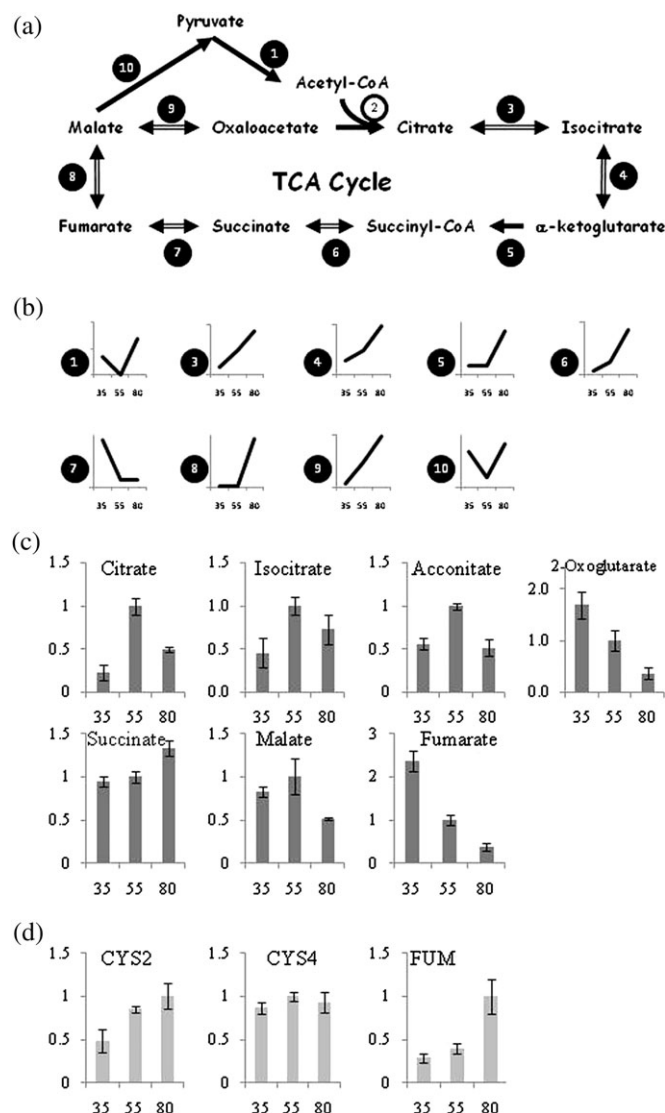 (a)
Pyruvate
10
1
Acetyl-CoA
9
2
3
Malate
Oxaloacetate
Citrate
Isocitrate
8
TCA Cycle
4
Fumarate
Succinate
Succinyl-CoA
α-ketoglutarate
7
6
5
(b)
1
35 55 80
3
35 55 80
4
35 55 80
5
35 55 80
6
35 55 80
7
35 55 80
8
35 55 80
9
35 55 80
10
35 55 80
(c)
Citrate
1.5
1
0.5
0
35 55 80
Isocitrate
1.5
1
0.5
0
35 55 80
Acconitate
1.5
1
0.5
0
35 55 80
2-Oxoglutarate
2.0
1.0
0.0
35 55 80
Succinate
1.5
1
0.5
0
35 55 80
Malate
1.5
1
0.5
0
35 55 80
Fumarate
3
2
1
0
35 55 80
(d)
CYS2
1.5
1
0.5
0
35 55 80
CYS4
1.5
1
0.5
0
35 55 80
FUM
1.5
1
0.5
0
35 55 80